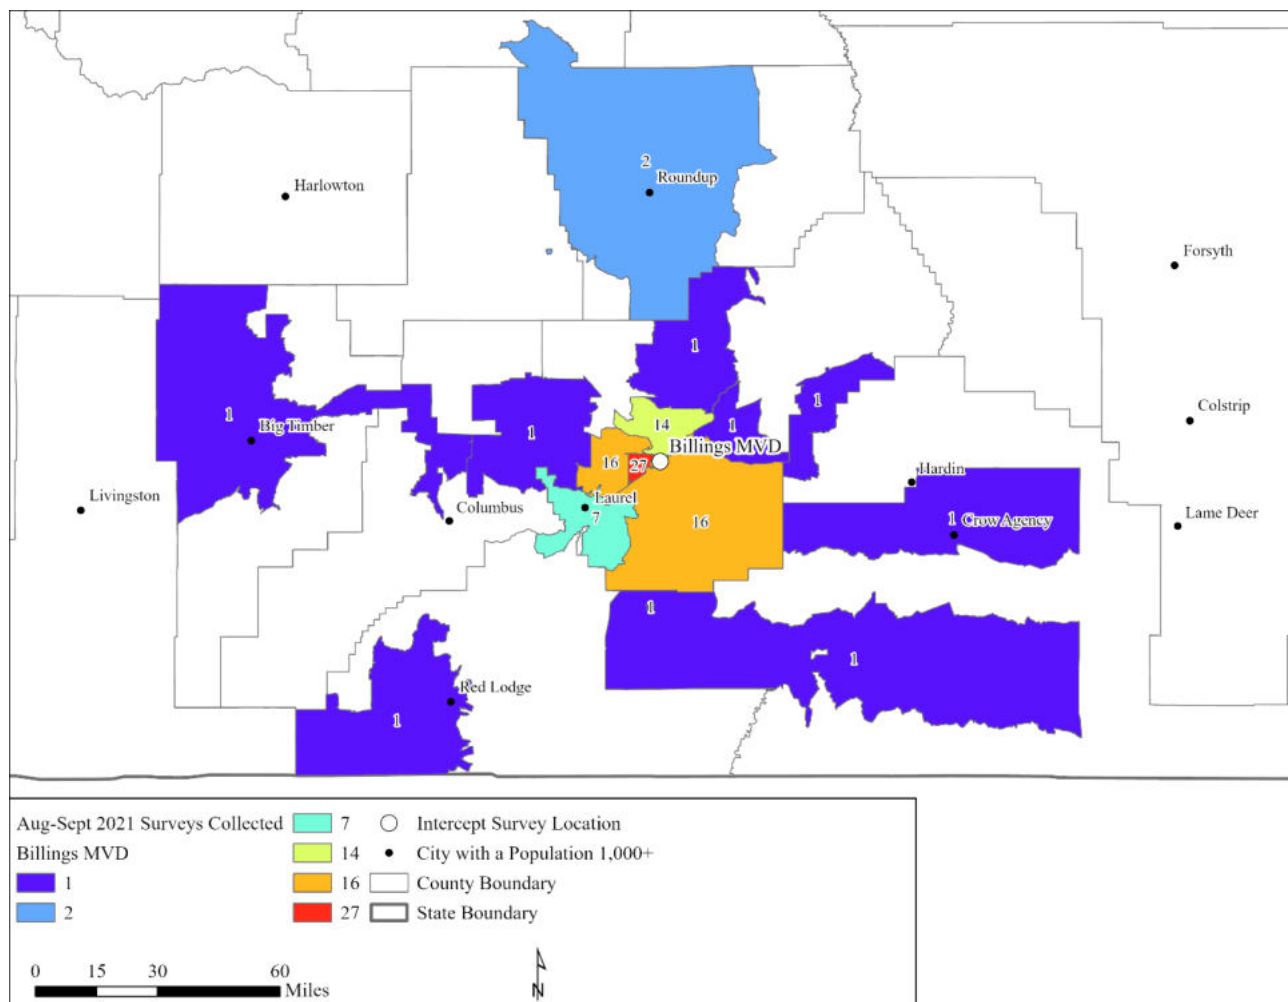 2
Roundup
Harlowton
Forsyth
1
1
Big Timber
1
14
1
1
Colstrip
Billings MVD
16
27
Hardin
Livingston
Columbus
Laurel
7
16
1
Crow Agency
Lame Deer
1
1
Red Lodge
1
Aug-Sept 2021 Surveys Collected
Billings MVD
1
2
7
14
16
27
Intercept Survey Location
City with a Population 1,000+
County Boundary
State Boundary
0 15 30 60
Miles
N